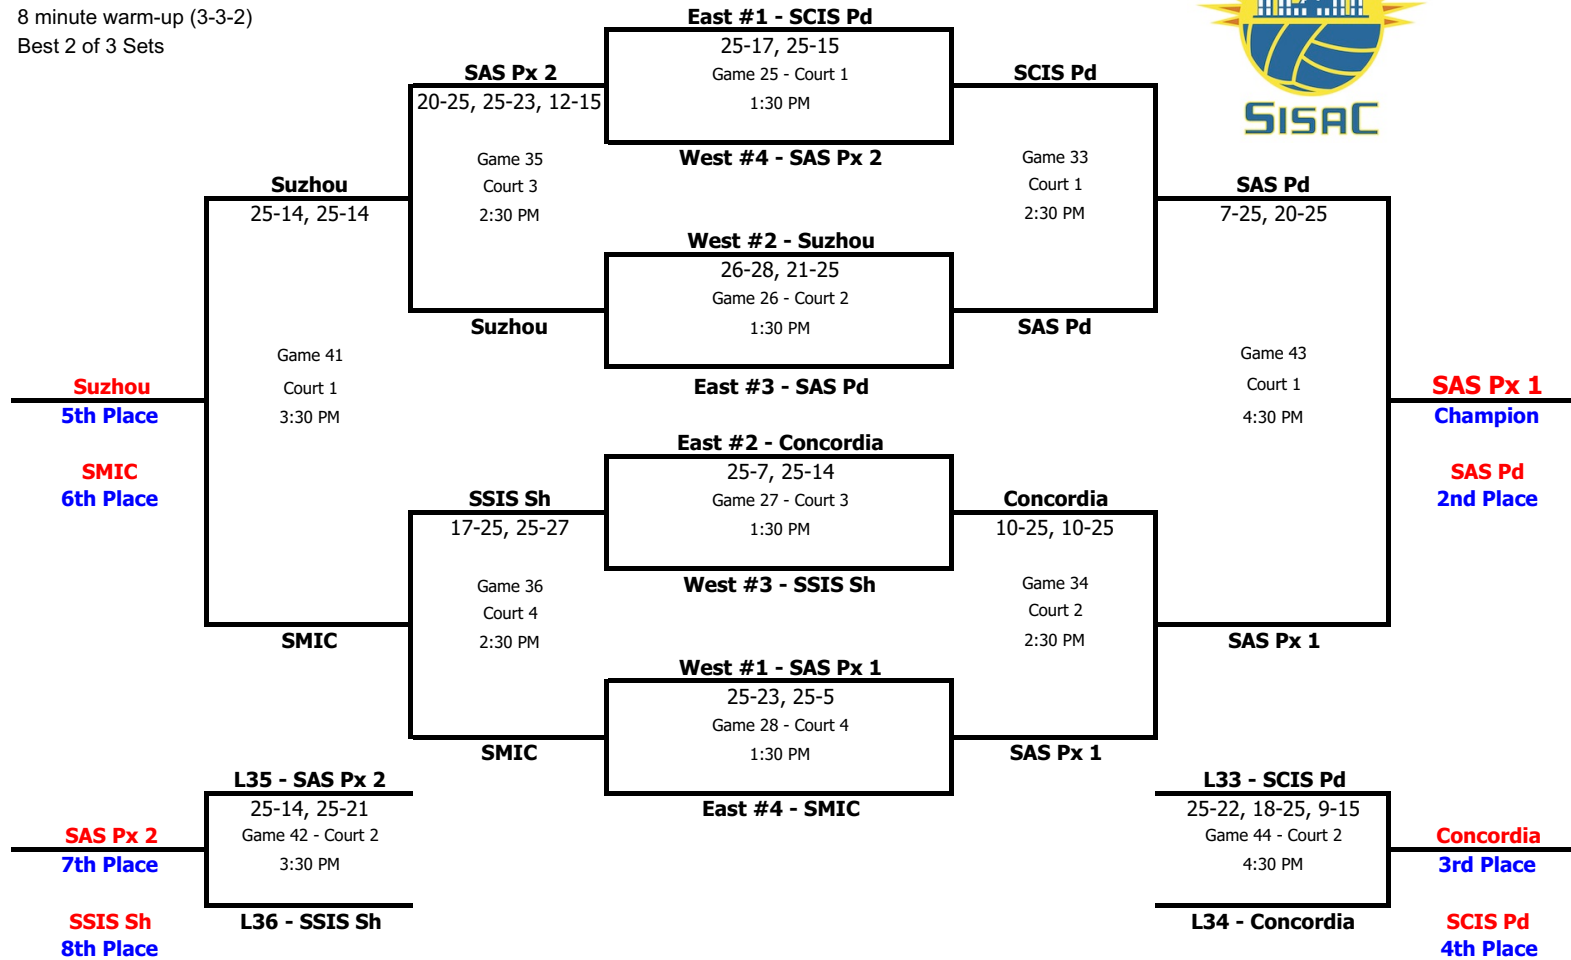 8 minute warm-up (3-3-2)
Best 2 of 3 Sets
SISAC
East #1 - SCIS Pd
25-17, 25-15
Game 25 - Court 1
1:30 PM
West #4 - SAS Px 2
West #2 - Suzhou
26-28, 21-25
Game 26 - Court 2
1:30 PM
East #3 - SAS Pd
East #2 - Concordia
25-7, 25-14
Game 27 - Court 3
1:30 PM
West #3 - SSIS Sh
West #1 - SAS Px 1
25-23, 25-5
Game 28 - Court 4
1:30 PM
East #4 - SMIC
SAS Px 2
20-25, 25-23, 12-15
Game 35
Court 3
2:30 PM
Suzhou
SSIS Sh
17-25, 25-27
Game 36
Court 4
2:30 PM
SMIC
Suzhou
25-14, 25-14
Game 41
Court 1
3:30 PM
SMIC
Suzhou
5th Place
SMIC
6th Place
L35 - SAS Px 2
25-14, 25-21
Game 42 - Court 2
3:30 PM
L36 - SSIS Sh
SAS Px 2
7th Place
SSIS Sh
8th Place
SCIS Pd
Game 33
Court 1
2:30 PM
SAS Pd
Concordia
10-25, 10-25
Game 34
Court 2
2:30 PM
SAS Px 1
SAS Pd
7-25, 20-25
Game 43
Court 1
4:30 PM
SAS Px 1
SAS Px 1
Champion
SAS Pd
2nd Place
L33 - SCIS Pd
25-22, 18-25, 9-15
Game 44 - Court 2
4:30 PM
L34 - Concordia
Concordia
3rd Place
SCIS Pd
4th Place